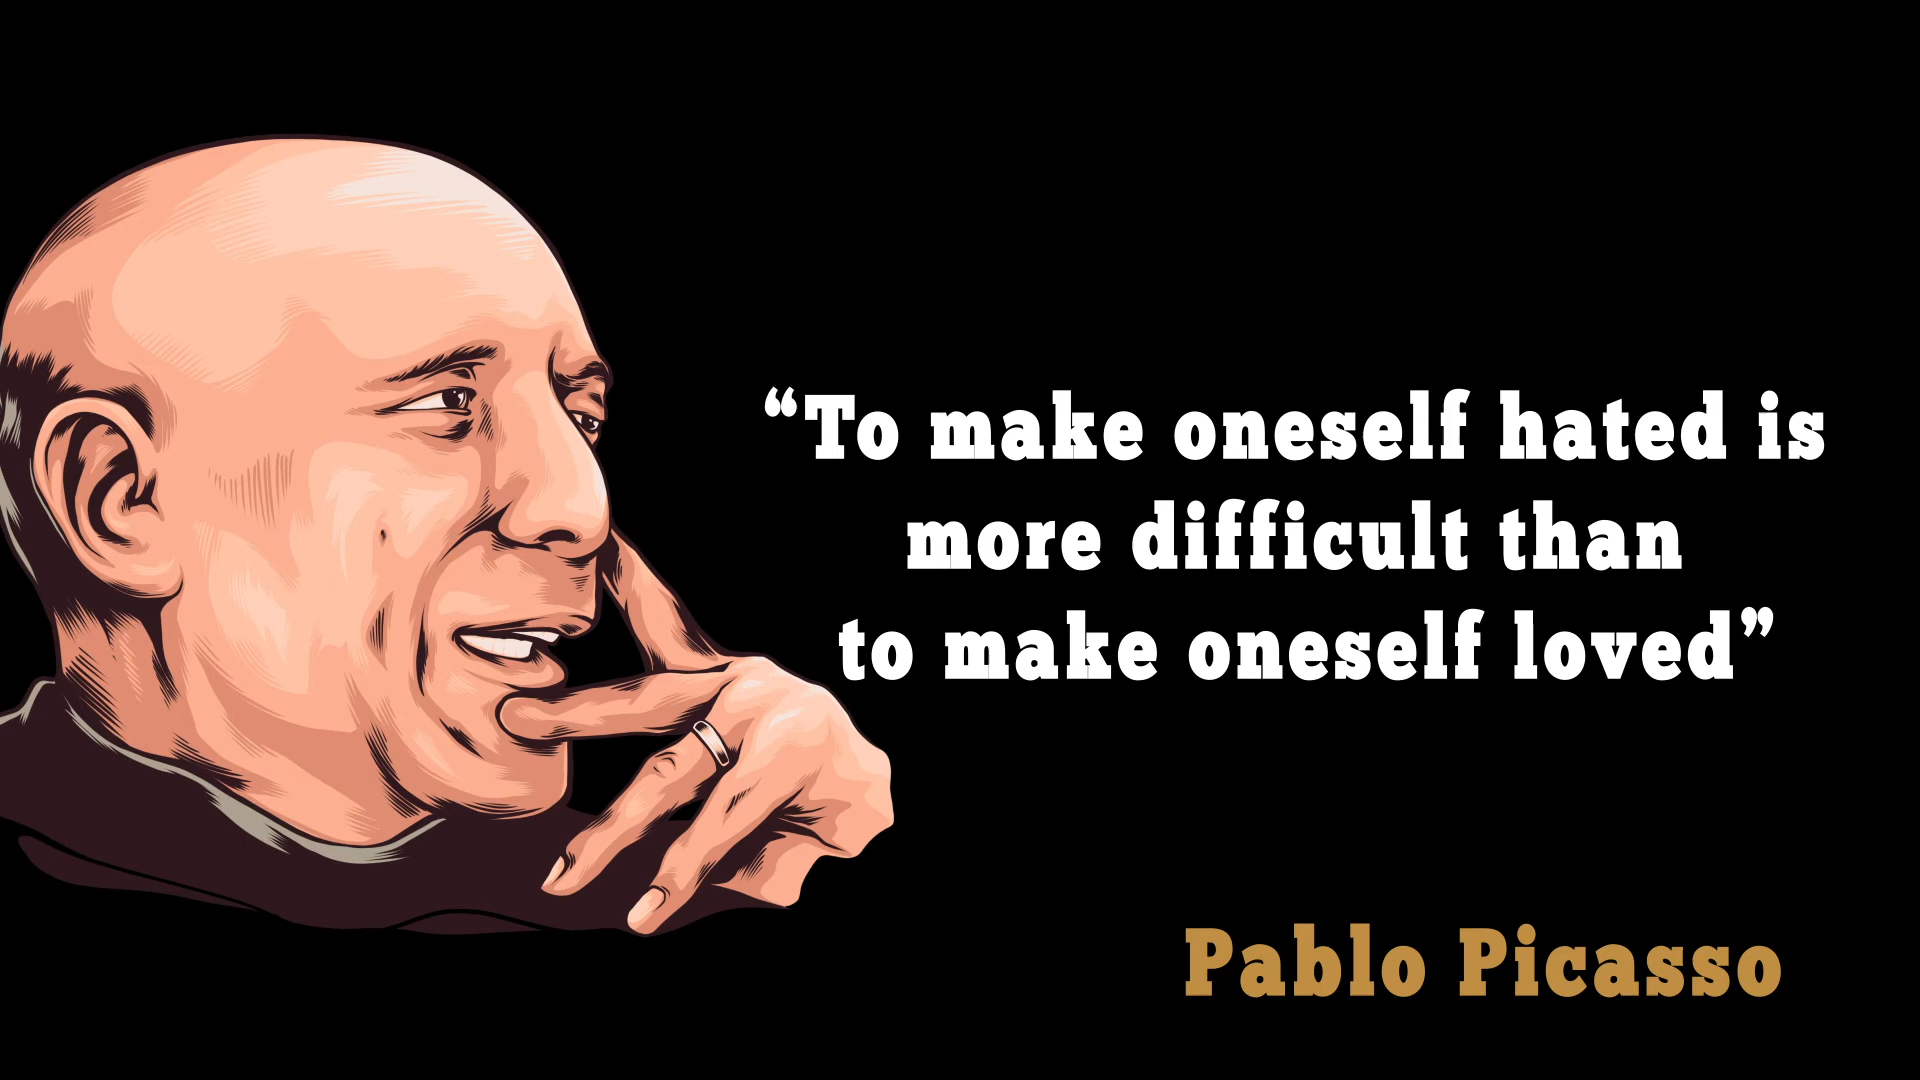 “To make oneself hated is
more difficult than
to make oneself loved”
Pablo Picasso